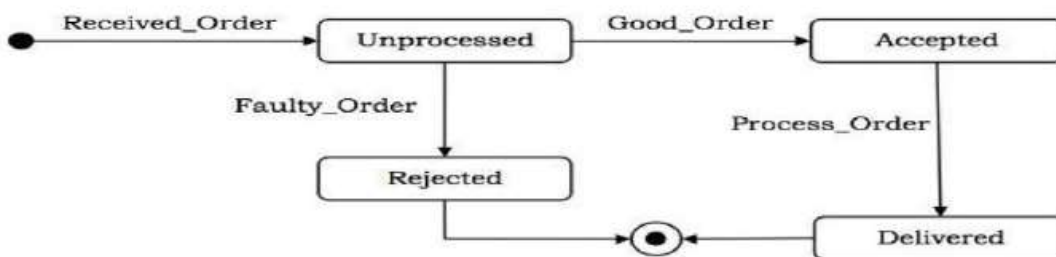 Received_Order
Unprocessed
Good_Order
Accepted
Faulty_Order
Process_Order
Rejected
Delivered